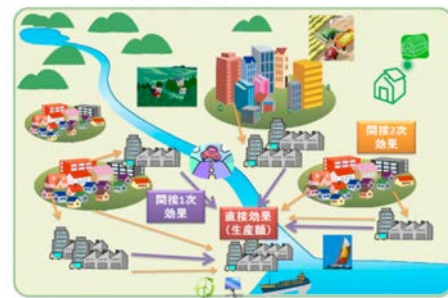 間接2次
効果
間接1次
効果
直接効果
(生産額)